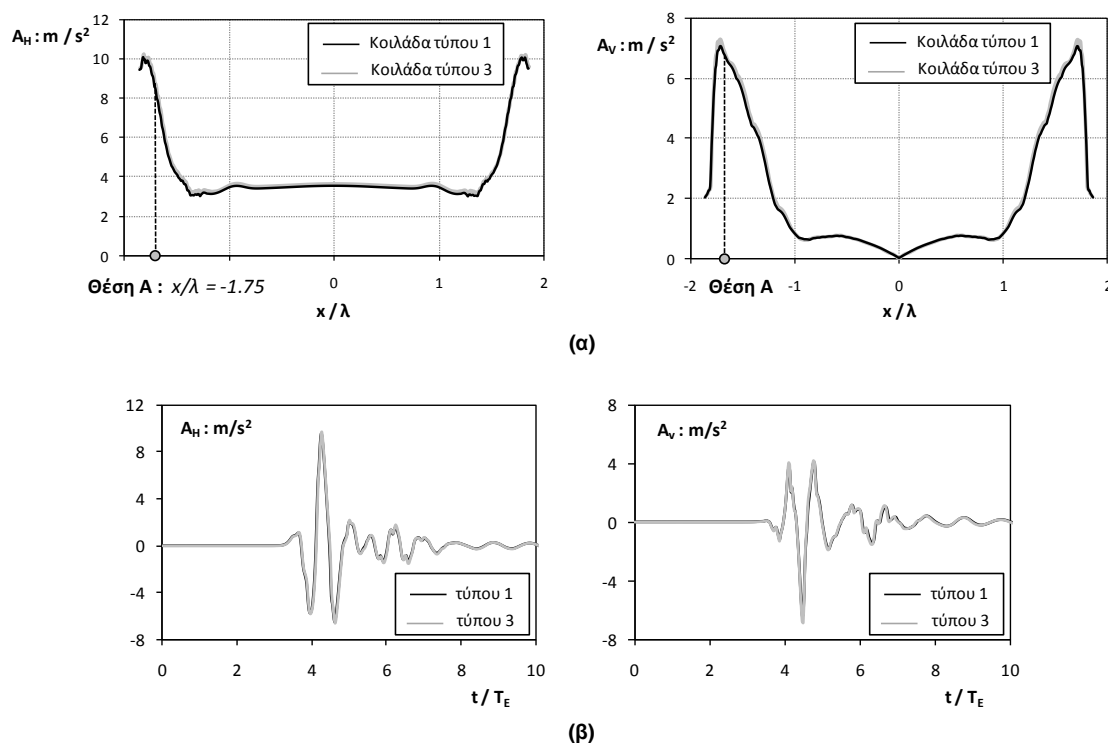 A_H : m / s²
12
10
8
6
4
2
0
Κοιλάδα τύπου 1
Κοιλάδα τύπου 3
0
1
2
Θέση A : x/λ = -1.75
x / λ
A_V : m / s²
8
6
4
2
0
Κοιλάδα τύπου 1
Κοιλάδα τύπου 3
-2
Θέση A
-1
0
1
2
x / λ
(α)
A_H : m/s²
12
8
4
0
-4
-8
τύπου 1
τύπου 3
0
2
4
6
8
10
t / T_E
A_v : m/s²
8
4
0
-4
-8
τύπου 1
τύπου 3
0
2
4
6
8
10
t / T_E
(β)